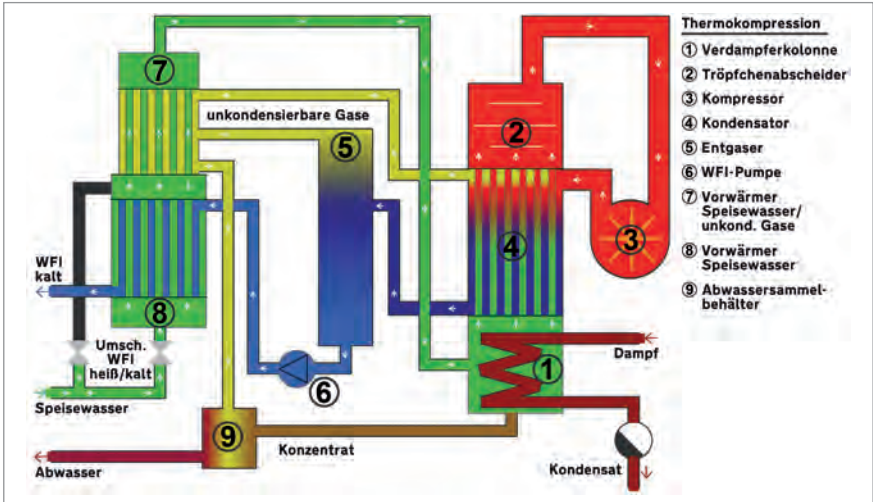 Thermokompression
① Verdampferkolonne
② Tröpfchenabscheider
③ Kompressor
④ Kondensator
⑤ Entgaser
⑥ WFI-Pumpe
⑦ Vorwärmer
Speisewasser/
unkond. Gase
⑧ Vorwärmer
Speisewasser
⑨ Abwassersammel-
behälter
⑦
unkondensierbare Gase
⑤
②
④
③
WFI
kalt
⑧
Umsch.
WFI
heiß/kalt
⑥
①
Dampf
Speisewasser
⑨
Konzentrat
Abwasser
Kondensat